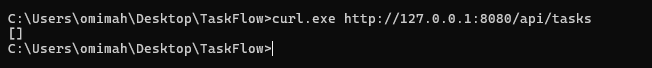 C:\Users\omimah\Desktop\TaskFlow>curl.exe http://127.0.0.1:8080/api/tasks
[]
C:\Users\omimah\Desktop\TaskFlow>